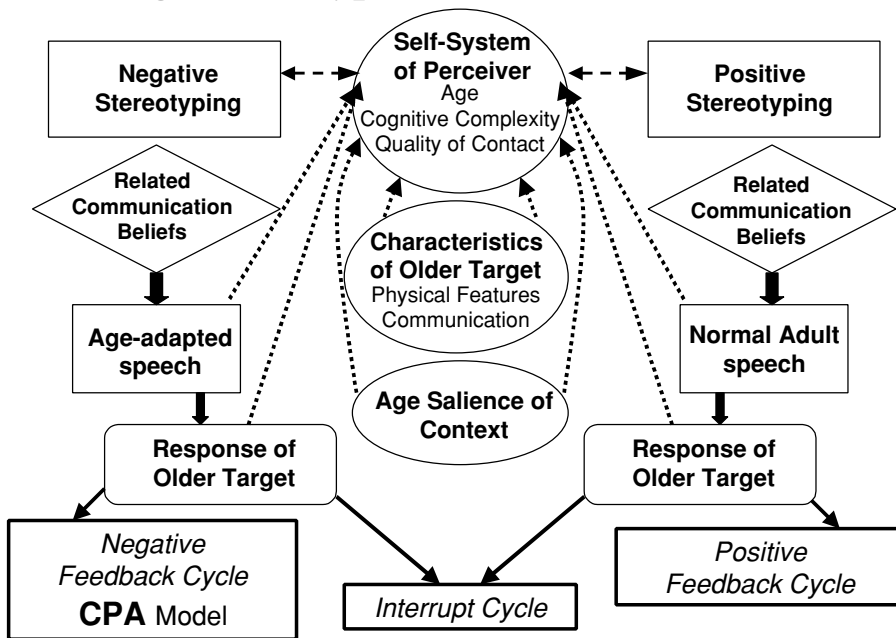 Self-System
of Perceiver
Age
Cognitive Complexity
Quality of Contact
Negative
Stereotyping
Positive
Stereotyping
Related
Communication
Beliefs
Related
Communication
Beliefs
Characteristics
of Older Target
Physical Features
Communication
Age-adapted
speech
Normal Adult
speech
Age Salience of
Context
Response of
Older Target
Response of
Older Target
Negative
Feedback Cycle
CPA Model
Interrupt Cycle
Positive
Feedback Cycle